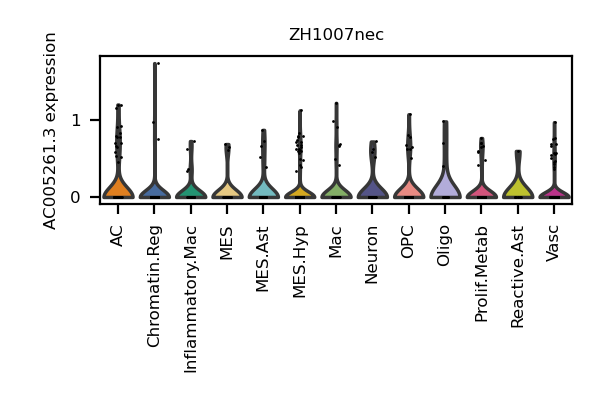 ZH1007nec
AC005261.3 expression
1
0
AC
Chromatin.Reg
Inflammatory.Mac
MES
MES.Ast
MES.Hyp
Mac
Neuron
OPC
Oligo
Prolif.Metab
Reactive.Ast
Vasc